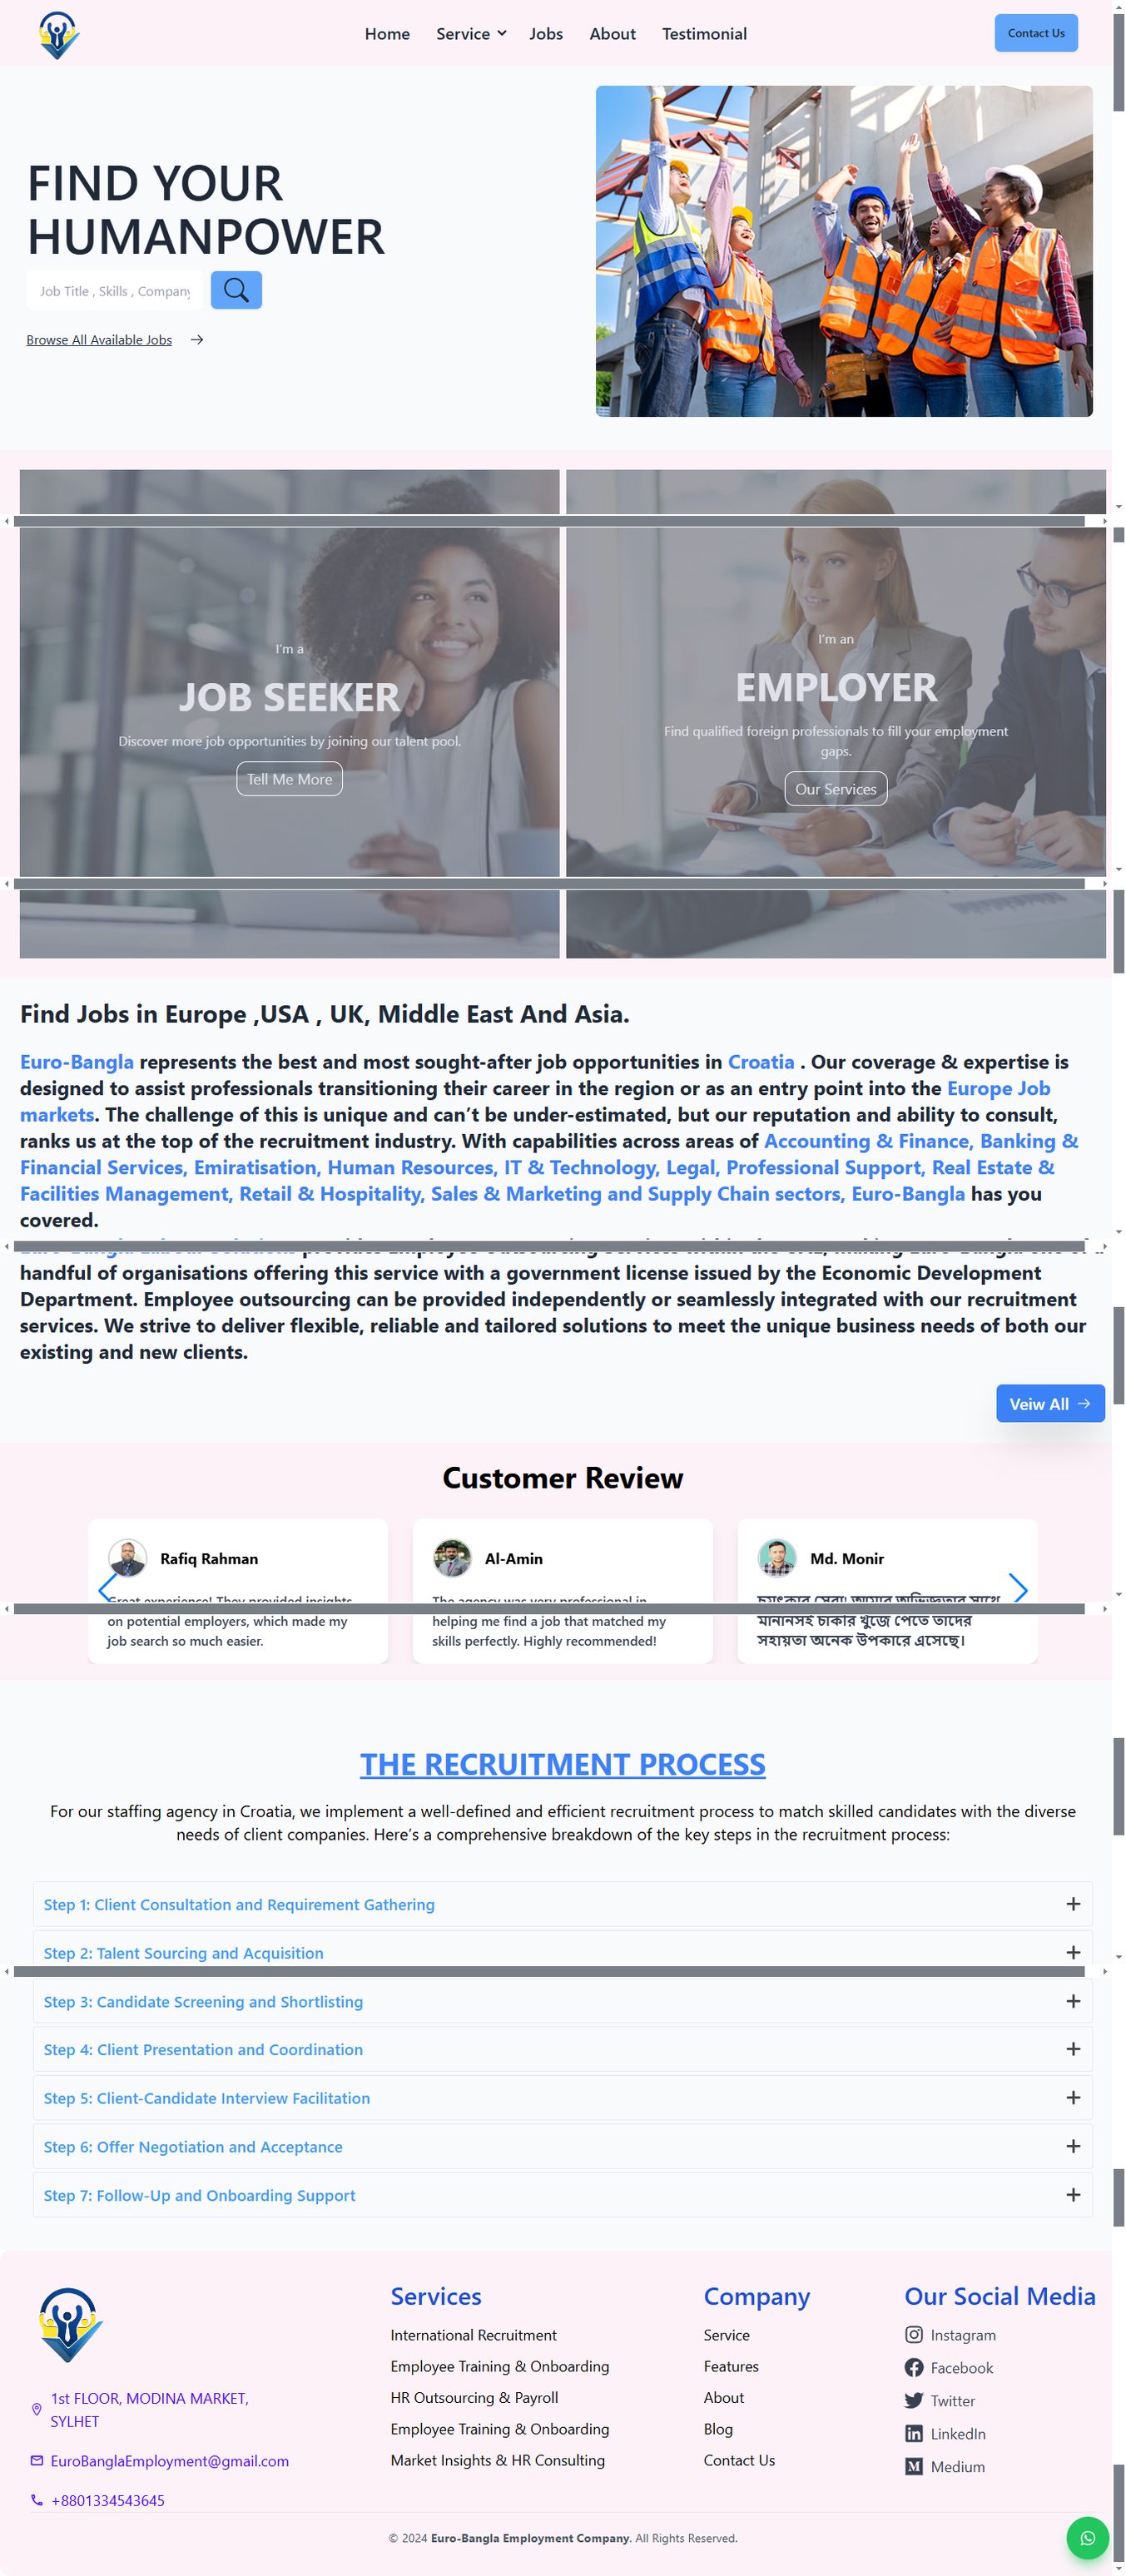 Home Service Jobs About Testimonial Contact Us
FIND YOUR
HUMANPOWER
Job Title , Skills , Company
Browse All Available Jobs
I'm a
JOB SEEKER
Discover more job opportunities by joining our talent pool.
Tell Me More
I'm an
EMPLOYER
Find qualified foreign professionals to fill your employment
gaps.
Our Services
Find Jobs in Europe ,USA , UK, Middle East And Asia.
Euro-Bangla represents the best and most sought-after job opportunities in Croatia . Our coverage & expertise is
designed to assist professionals transitioning their career in the region or as an entry point into the Europe Job
markets. The challenge of this is unique and can’t be under-estimated, but our reputation and ability to consult,
ranks us at the top of the recruitment industry. With capabilities across areas of Accounting & Finance, Banking &
Financial Services, Emiratisation, Human Resources, IT & Technology, Legal, Professional Support, Real Estate &
Facilities Management, Retail & Hospitality, Sales & Marketing and Supply Chain sectors, Euro-Bangla has you
covered.
handful of organisations offering this service with a government license issued by the Economic Development
Department. Employee outsourcing can be provided independently or seamlessly integrated with our recruitment
services. We strive to deliver flexible, reliable and tailored solutions to meet the unique business needs of both our
existing and new clients.
Veiw All
Customer Review
Rafiq Rahman
Great experience! They provided insights
on potential employers, which made my
job search so much easier.
Al-Amin
The agency was very professional in
helping me find a job that matched my
skills perfectly. Highly recommended!
Md. Monir
চমৎকার সেবা! আমার অভিজ্ঞতার সাথে
মানানসই চাকরি খুঁজে পেতে তাদের
সহায়তা অনেক উপকারে এসেছে।
THE RECRUITMENT PROCESS
For our staffing agency in Croatia, we implement a well-defined and efficient recruitment process to match skilled candidates with the diverse
needs of client companies. Here’s a comprehensive breakdown of the key steps in the recruitment process:
Step 1: Client Consultation and Requirement Gathering
Step 2: Talent Sourcing and Acquisition
Step 3: Candidate Screening and Shortlisting
Step 4: Client Presentation and Coordination
Step 5: Client-Candidate Interview Facilitation
Step 6: Offer Negotiation and Acceptance
Step 7: Follow-Up and Onboarding Support
1st FLOOR, MODINA MARKET,
SYLHET
EuroBanglaEmployment@gmail.com
+8801334543645
Services
International Recruitment
Employee Training & Onboarding
HR Outsourcing & Payroll
Employee Training & Onboarding
Market Insights & HR Consulting
Company
Service
Features
About
Blog
Contact Us
Our Social Media
Instagram
Facebook
Twitter
LinkedIn
Medium
© 2024 Euro-Bangla Employment Company. All Rights Reserved.